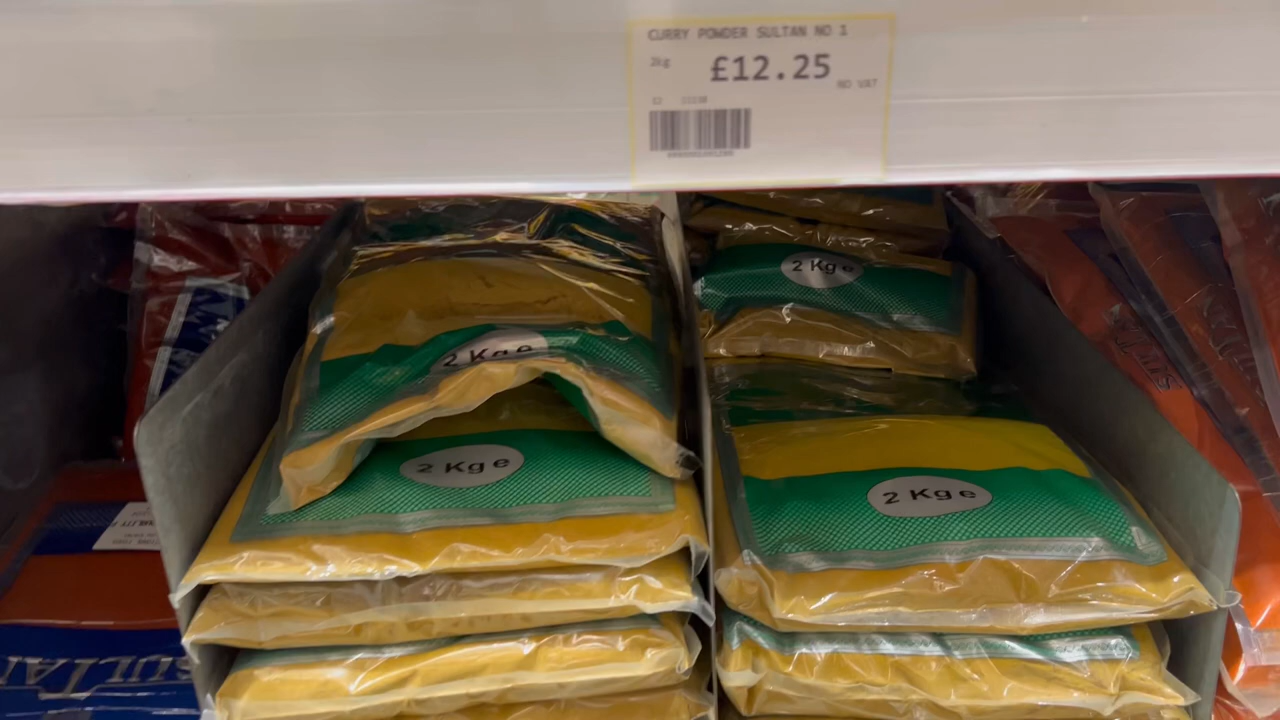 CURRY POWDER SULTAN NO 1
2kg
£12.25
NO VAT
2 Kg e
2 Kg e
2 Kg e
2 Kg e
SULTAN